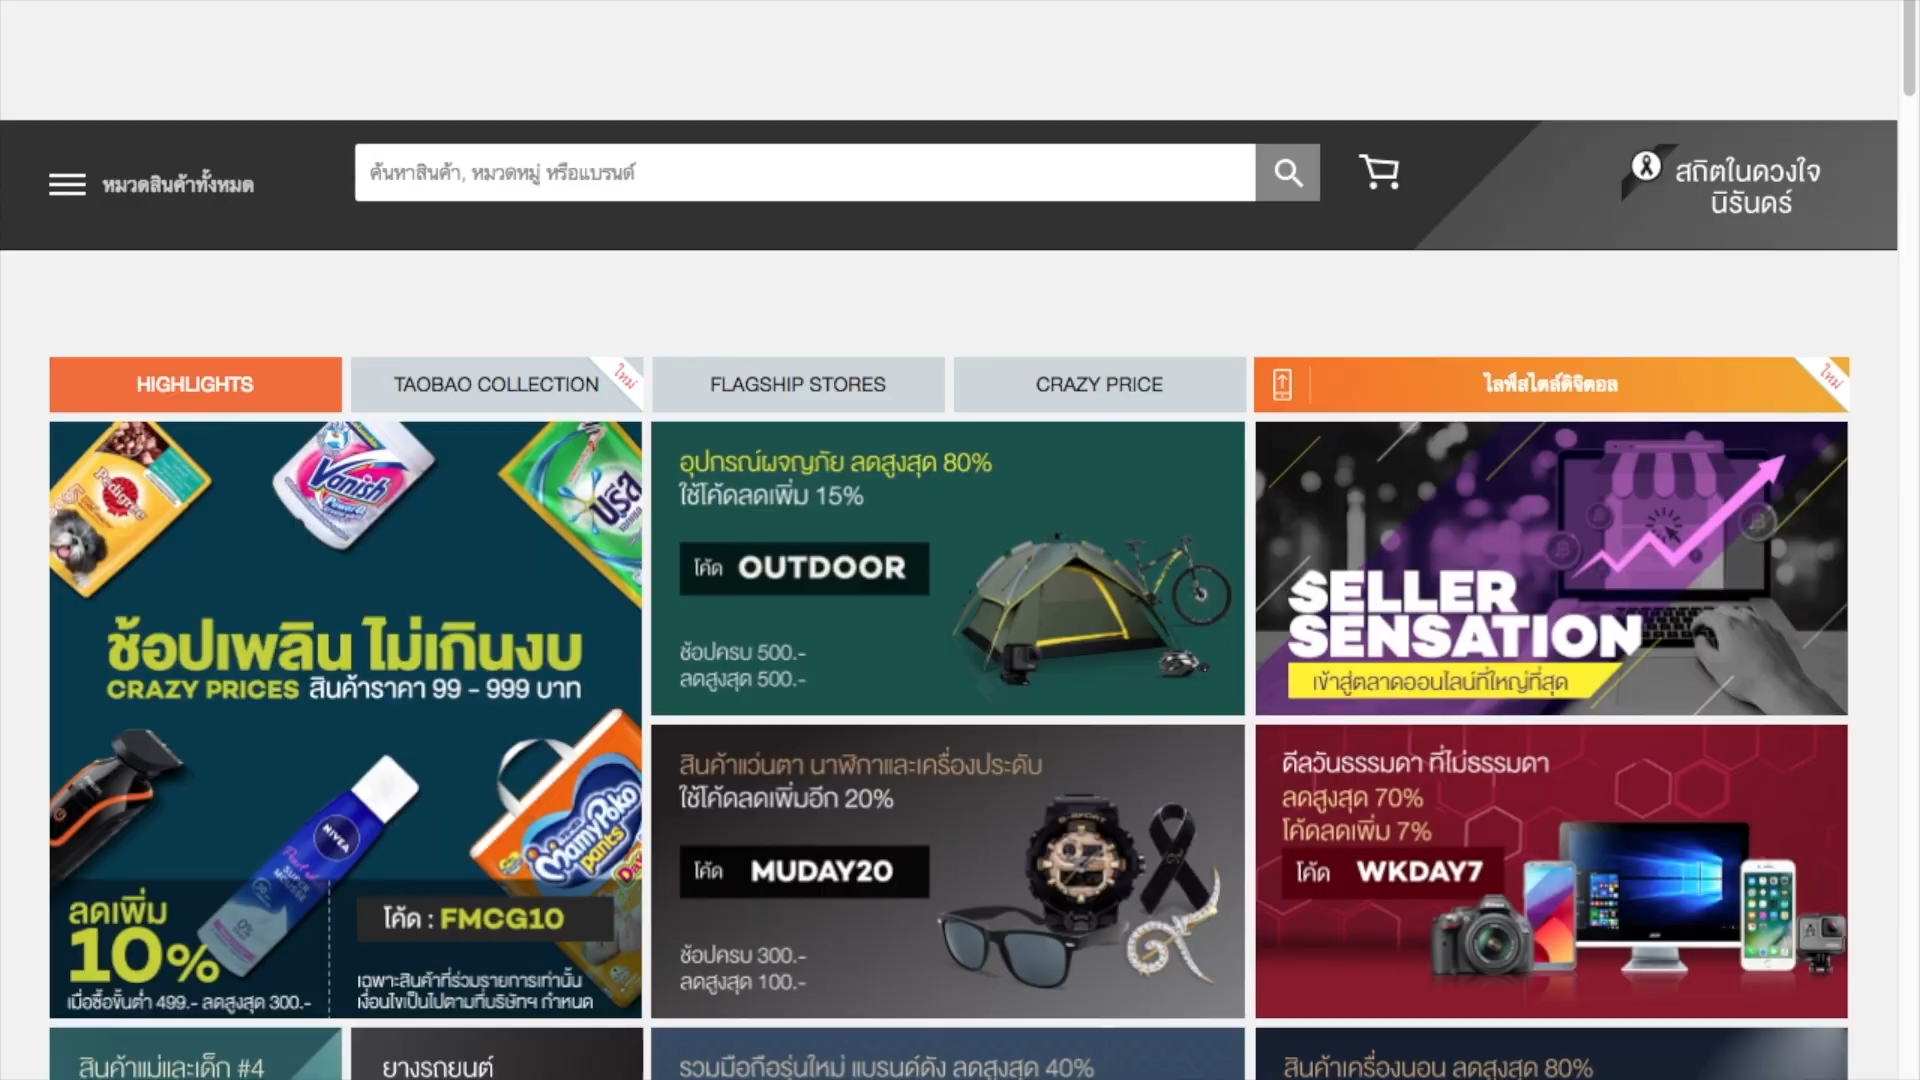 หมวดสินค้าทั้งหมด
ค้นหาสินค้า, หมวดหมู่ หรือแบรนด์
สถิตในดวงใจ
นิรันดร์
HIGHLIGHTS
TAOBAO COLLECTION
ใหม่
FLAGSHIP STORES
CRAZY PRICE
ไลฟ์สไตล์ดิจิตอล
ใหม่
Pedigree
Vanish
บรีส
ช้อปเพลิน ไม่เกินงบ
CRAZY PRICES สินค้าราคา 99 - 999 บาท
NIVEA
MamyPoko
pants
ลดเพิ่ม
10%
เมื่อซื้อขั้นต่ำ 499.- ลดสูงสุด 300.-
โค้ด : FMCG10
เฉพาะสินค้าที่ร่วมรายการเท่านั้น
เงื่อนไขเป็นไปตามที่บริษัทฯ กำหนด
อุปกรณ์ผจญภัย ลดสูงสุด 80%
ใช้โค้ดลดเพิ่ม 15%
โค้ด OUTDOOR
ช้อปครบ 500.-
ลดสูงสุด 500.-
SELLER
SENSATION
เข้าสู่ตลาดออนไลน์ที่ใหญ่ที่สุด
สินค้าแว่นตา นาฬิกาและเครื่องประดับ
ใช้โค้ดลดเพิ่มอีก 20%
โค้ด MUDAY20
ช้อปครบ 300.-
ลดสูงสุด 100.-
ดีลวันธรรมดา ที่ไม่ธรรมดา
ลดสูงสุด 70%
โค้ดลดเพิ่ม 7%
โค้ด WKDAY7
สินค้าแม่และเด็ก #4
ยางรถยนต์
รวมมือถือรุ่นใหม่ แบรนด์ดัง ลดสูงสุด 40%
สินค้าเครื่องนอน ลดสูงสุด 80%